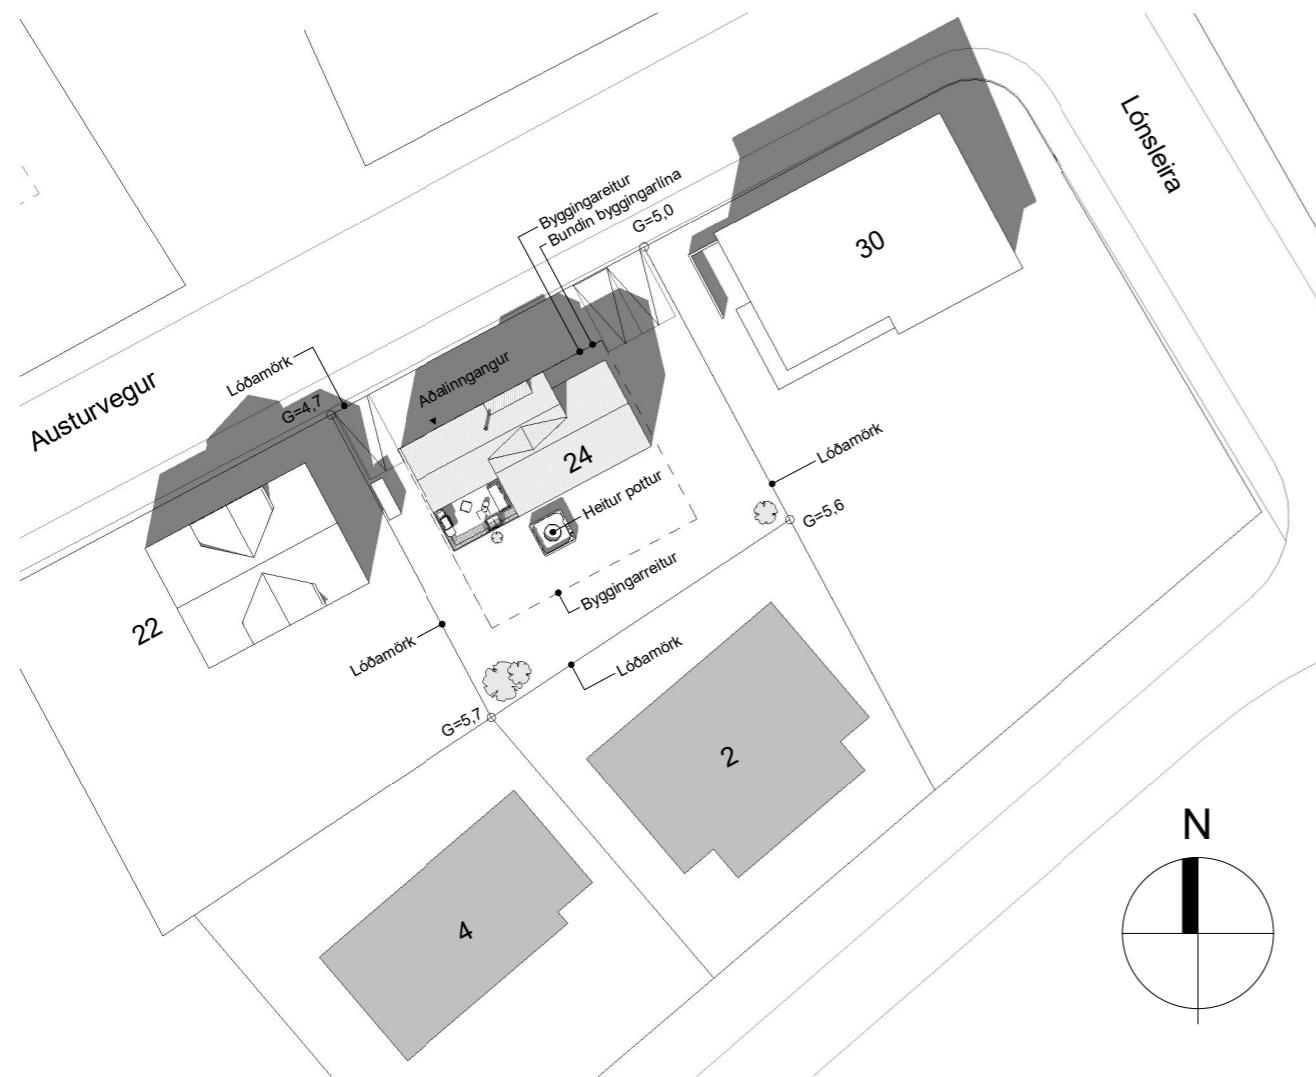 Lónsleira
Byggingareitur
Bundin byggingarlína
G=5,0
30
Aðalinngangur
Lóðamörk
G=4,7
Austurvegur
24
Lóðamörk
Heitur pottur
G=5,6
Byggingarreitur
22
Lóðamörk
Lóðamörk
G=5,7
2
N
4